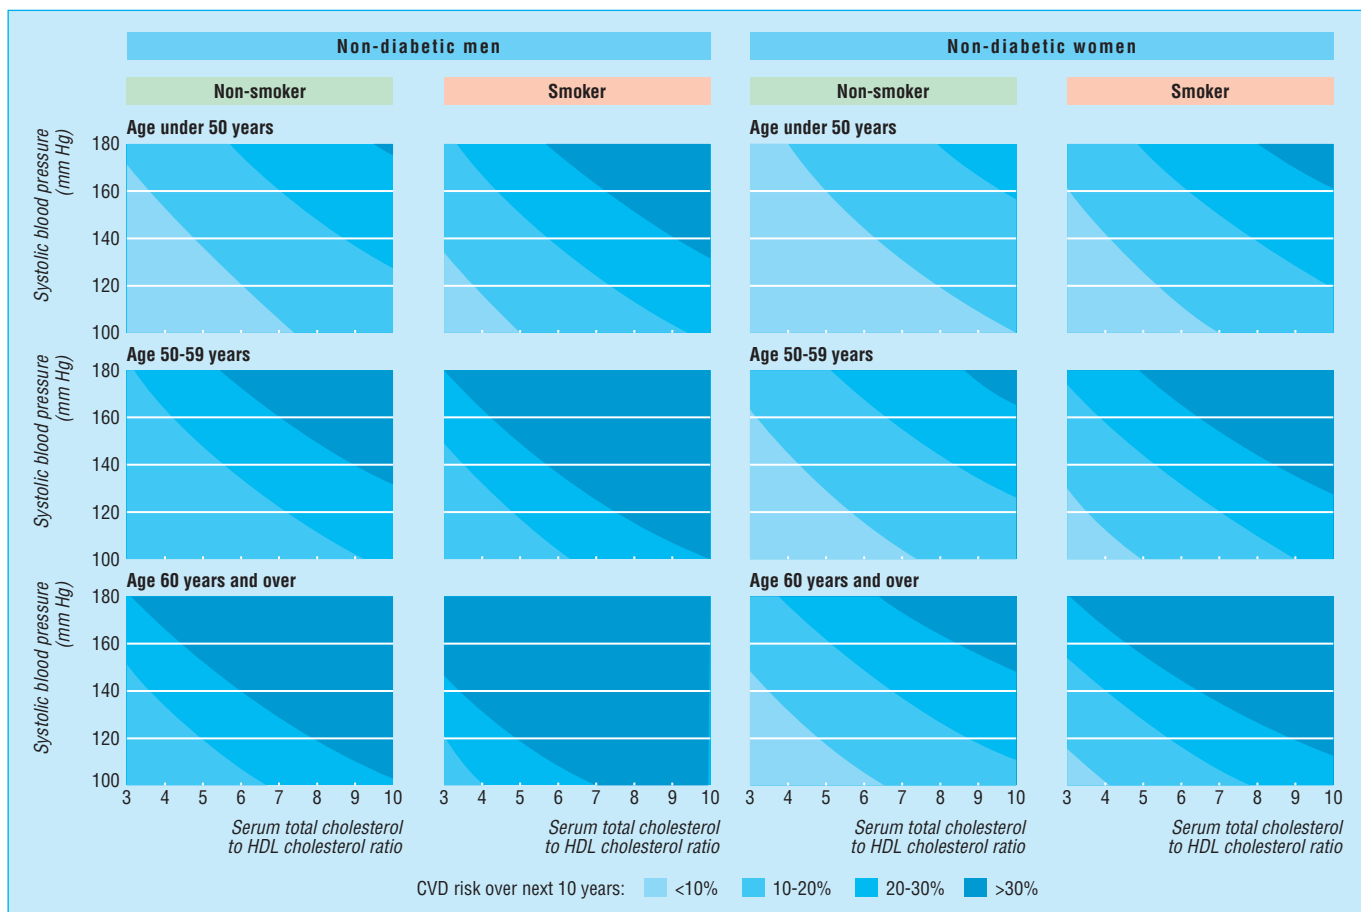 Non-diabetic men
Non-diabetic women
Non-smoker
Smoker
Non-smoker
Smoker
Systolic blood pressure
(mm Hg)
Age under 50 years
Age under 50 years
180
160
140
120
100
Systolic blood pressure
(mm Hg)
Age 50-59 years
Age 50-59 years
180
160
140
120
100
Systolic blood pressure
(mm Hg)
Age 60 years and over
Age 60 years and over
180
160
140
120
100
3 4 5 6 7 8 9 10
3 4 5 6 7 8 9 10
3 4 5 6 7 8 9 10
3 4 5 6 7 8 9 10
Serum total cholesterol
to HDL cholesterol ratio
Serum total cholesterol
to HDL cholesterol ratio
Serum total cholesterol
to HDL cholesterol ratio
Serum total cholesterol
to HDL cholesterol ratio
CVD risk over next 10 years: <10% 10-20% 20-30% >30%